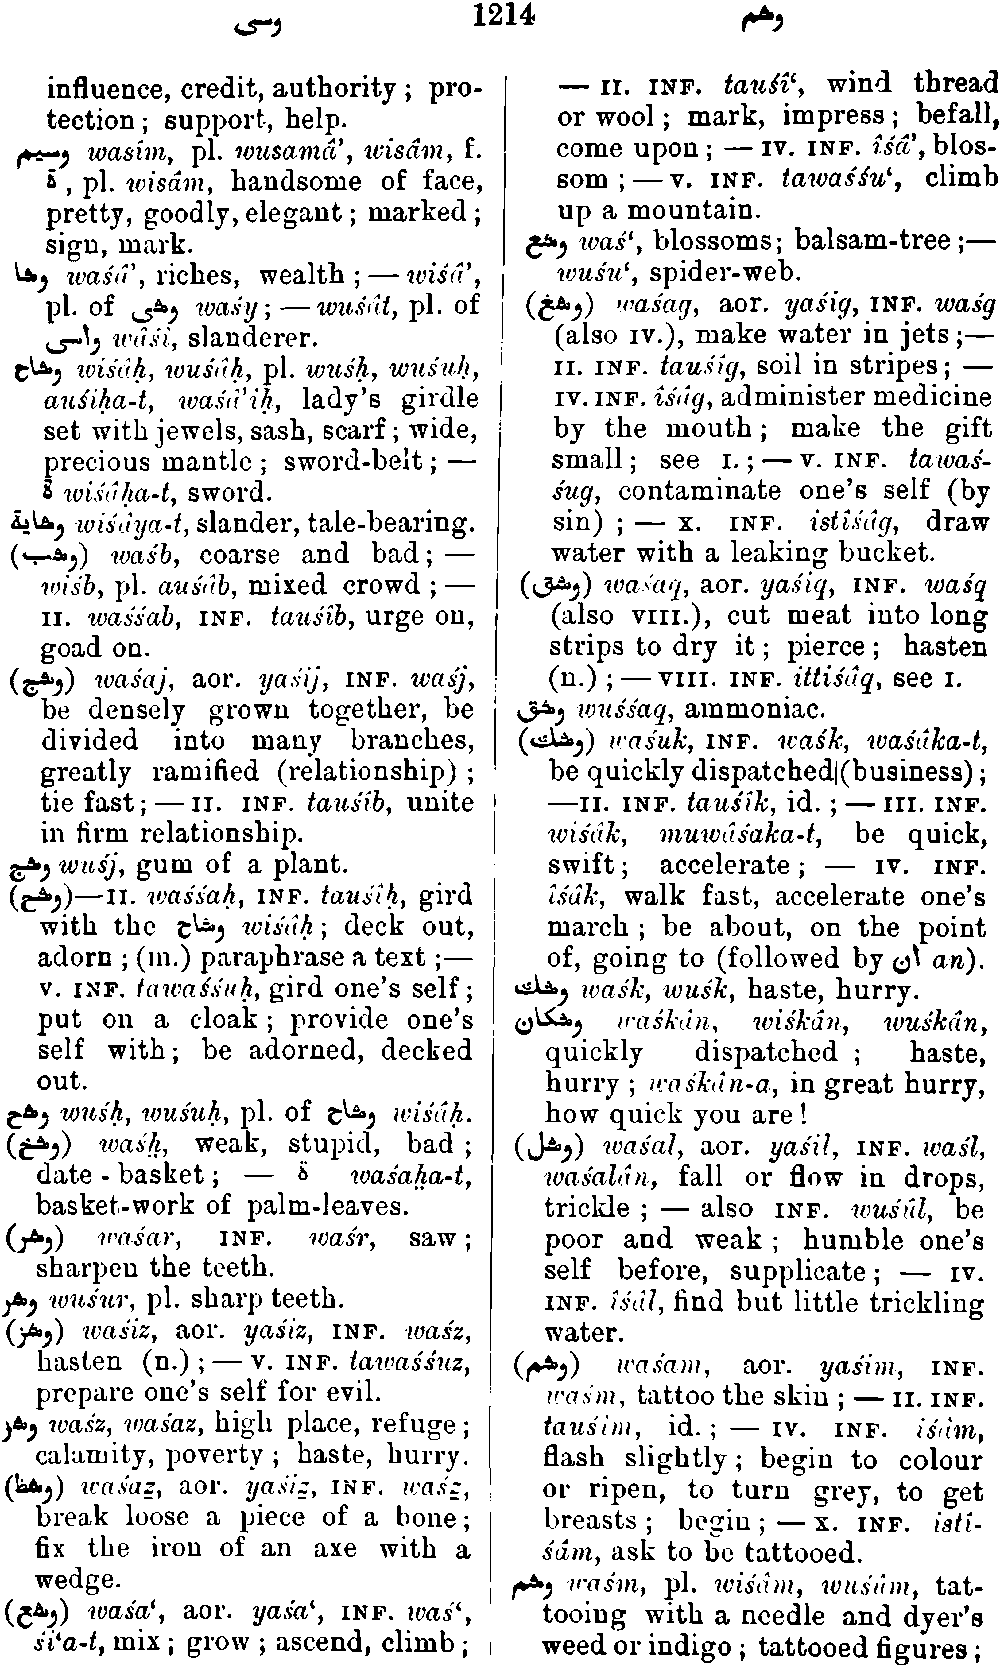 وسى 1214 وشم
influence, credit, authority ; pro-
tection ; support, help.
وسيم wasîm, pl. wusamâ’, wisâm, f.
ة , pl. wisâm, handsome of face,
pretty, goodly, elegant ; marked ;
sign, mark.
وشا waśâ’, riches, wealth ; — wiśâ’,
pl. of وشى waśy ; — wuśât, pl. of
واشى wâśî, slanderer.
وشاح wiśâḥ, wuśâḥ, pl. wuśḥ, wuśuḥ,
auśiḥa-t, waśâ’iḥ, lady’s girdle
set with jewels, sash, scarf ; wide,
precious mantle ; sword-belt ; —
ة wiśâḥa-t, sword.
وشاية wiśâya-t, slander, tale-bearing.
(وشب) waśb, coarse and bad ; —
wiśb, pl. auśâb, mixed crowd ; —
II. waśśab, INF. tauśîb, urge on,
goad on.
(وشج) waśaj, aor. yaśij, INF. waśj,
be densely grown together, be
divided into many branches,
greatly ramified (relationship) ;
tie fast ; — II. INF. tauśîb, unite
in firm relationship.
وشج wuśj, gum of a plant.
(وشح)—II. waśśaḥ, INF. tauśîḥ, gird
with the وشاح wiśâḥ ; deck out,
adorn ; (m.) paraphrase a text ;—
V. INF. tawaśśuḥ, gird one’s self ;
put on a cloak ; provide one’s
self with ; be adorned, decked
out.
وشح wuśḥ, wuśuḥ, pl. of وشاح wiśâḥ.
(وشخ) waśḫ, weak, stupid, bad ;
date - basket ; — ة waśaḫa-t,
basket-work of palm-leaves.
(وشر) waśar, INF. waśr, saw ;
sharpen the teeth.
وشر wuśur, pl. sharp teeth.
(وشز) waśiz, aor. yaśiz, INF. waśz,
hasten (n.) ; — V. INF. tawaśśuz,
prepare one’s self for evil.
وشز waśz, waśaz, high place, refuge ;
calamity, poverty ; haste, hurry.
(وشظ) waśaẓ, aor. yaśiẓ, INF. waśẓ,
break loose a piece of a bone ;
fix the iron of an axe with a
wedge.
(وشع) waśa‘, aor. yaśa‘, INF. waś‘,
śi‘a-t, mix ; grow ; ascend, climb ;
— II. INF. tauśî‘, wind thread
or wool ; mark, impress ; befall,
come upon ; — IV. INF. îśâ’, blos-
som ; — V. INF. tawaśśu‘, climb
up a mountain.
وشع waś‘, blossoms ; balsam-tree ;—
wuśu‘, spider-web.
(وشغ) waśag, aor. yaśig, INF. waśg
(also IV.), make water in jets ;—
II. INF. tauśîg, soil in stripes ; —
IV. INF. îśâg, administer medicine
by the mouth ; make the gift
small ; see I. ; — V. INF. tawaś-
śug, contaminate one’s self (by
sin) ; — X. INF. istîśâg, draw
water with a leaking bucket.
(وشق) waśaq, aor. yaśiq, INF. waśq
(also VIII.), cut meat into long
strips to dry it ; pierce ; hasten
(n.) ; — VIII. INF. ittiśâq, see I.
وشق wuśśaq, ammoniac.
(وشك) waśuk, INF. waśk, waśâka-t,
be quickly dispatched|(business) ;
—II. INF. tauśîk, id. ; — III. INF.
wiśâk, muwâśaka-t, be quick,
swift ; accelerate ; — IV. INF.
îśâk, walk fast, accelerate one’s
march ; be about, on the point
of, going to (followed by ان an).
وشك waśk, wuśk, haste, hurry.
وشكان waśkân, wiśkân, wuśkân,
quickly dispatched ; haste,
hurry ; waśkân-a, in great hurry,
how quick you are !
(وشل) waśal, aor. yaśil, INF. waśl,
waśalân, fall or flow in drops,
trickle ; — also INF. wuśûl, be
poor and weak ; humble one’s
self before, supplicate ; — IV.
INF. îśâl, find but little trickling
water.
(وشم) waśam, aor. yaśim, INF.
waśm, tattoo the skin ; — II. INF.
tauśîm, id. ; — IV. INF. îśâm,
flash slightly ; begin to colour
or ripen, to turn grey, to get
breasts ; begin ; — X. INF. istî-
śâm, ask to be tattooed.
وشم waśm, pl. wiśâm, wuśûm, tat-
tooing with a needle and dyer’s
weed or indigo ; tattooed figures ;